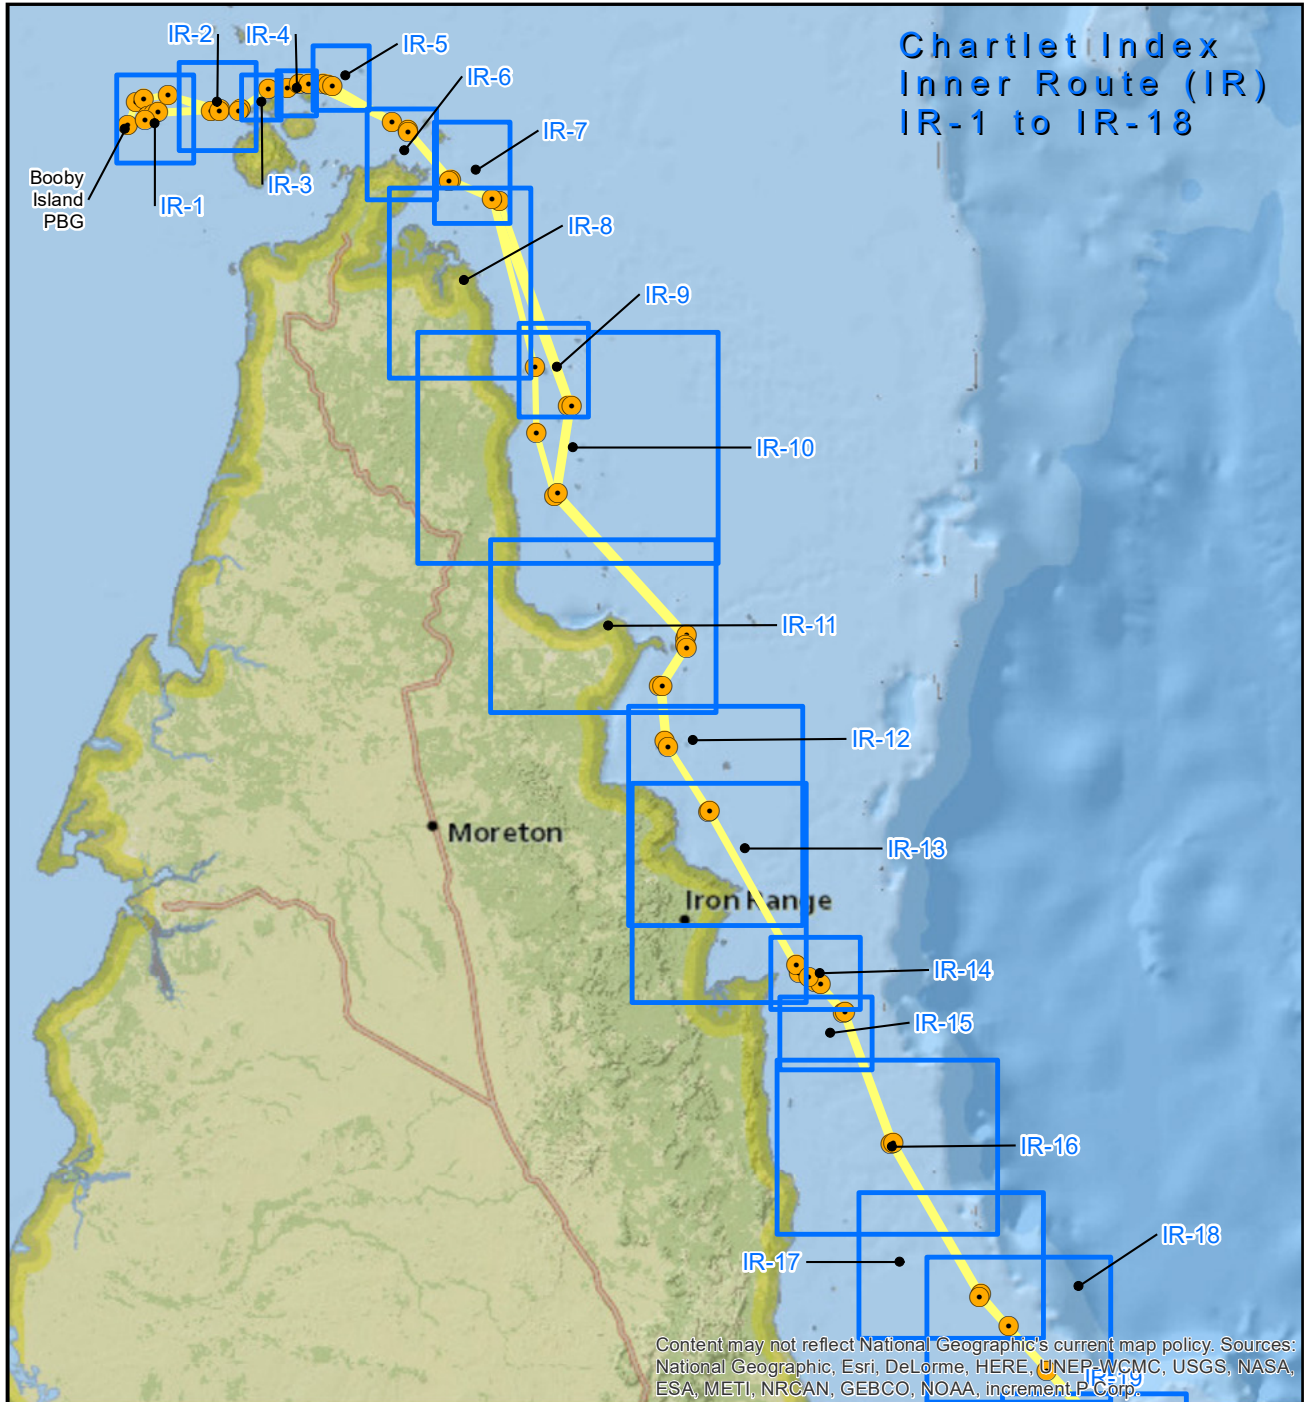 Chartlet Index
Inner Route (IR)
IR-1 to IR-18
IR-2
IR-4
IR-5
IR-6
IR-7
Booby
Island
PBG
IR-1
IR-3
IR-8
IR-9
IR-10
IR-11
IR-12
Moreton
IR-13
Iron Range
IR-14
IR-15
IR-16
IR-18
IR-17
Content may not reflect National Geographic's current map policy. Sources:
National Geographic, Esri, DeLorme, HERE, UNEP-WCMC, USGS, NASA,
ESA, METI, NRCAN, GEBCO, NOAA, increment P Corp.
IR-19